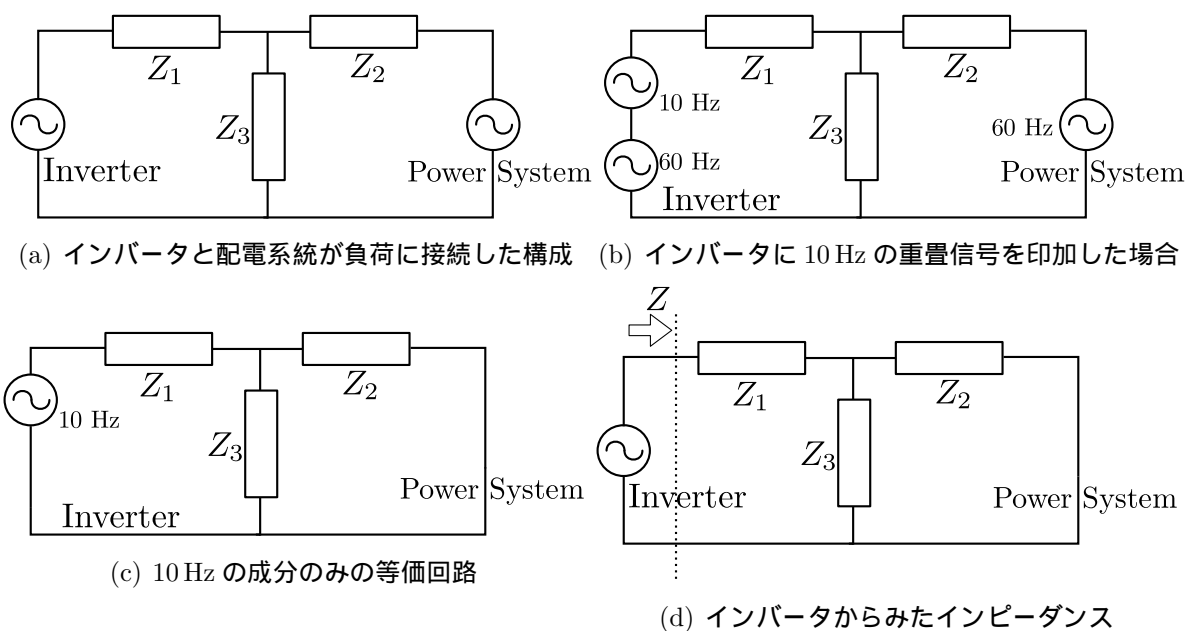 Z1
Z2
Z3
Inverter
Power System
(a) インバータと配電系統が負荷に接続した構成
Z1
Z2
10 Hz
Z3
60 Hz
60 Hz
Power System
Inverter
(b) インバータに 10 Hz の重畳信号を印加した場合
Z1
Z2
10 Hz
Z3
Power System
Inverter
(c) 10 Hz の成分のみの等価回路
Z
Z1
Z2
Z3
Inverter
Power System
(d) インバータからみたインピーダンス